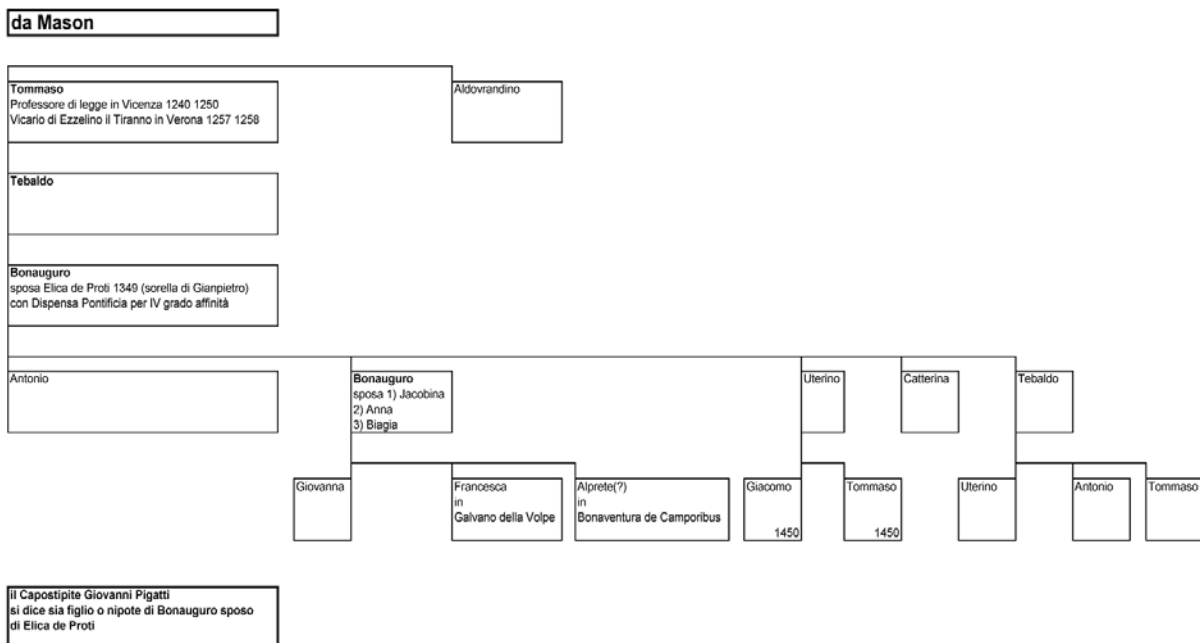 da Mason
Tommaso
Professore di legge in Vicenza 1240 1250
Vicario di Ezzelino il Tiranno in Verona 1257 1258
Aldovrandino
Tebaldo
Bonauguro
sposa Elica de Proti 1349 (sorella di Gianpietro)
con Dispensa Pontificia per IV grado affinità
Antonio
Bonauguro
sposa 1) Jacobina
2) Anna
3) Biagia
Uterino
Catterina
Tebaldo
Giovanna
Francesca
in
Galvano della Volpe
Alprete(?)
in
Bonaventura de Camporibus
Giacomo
1450
Tommaso
1450
Uterino
Antonio
Tommaso
il Capostipite Giovanni Pigatti
si dice sia figlio o nipote di Bonauguro sposo
di Elica de Proti